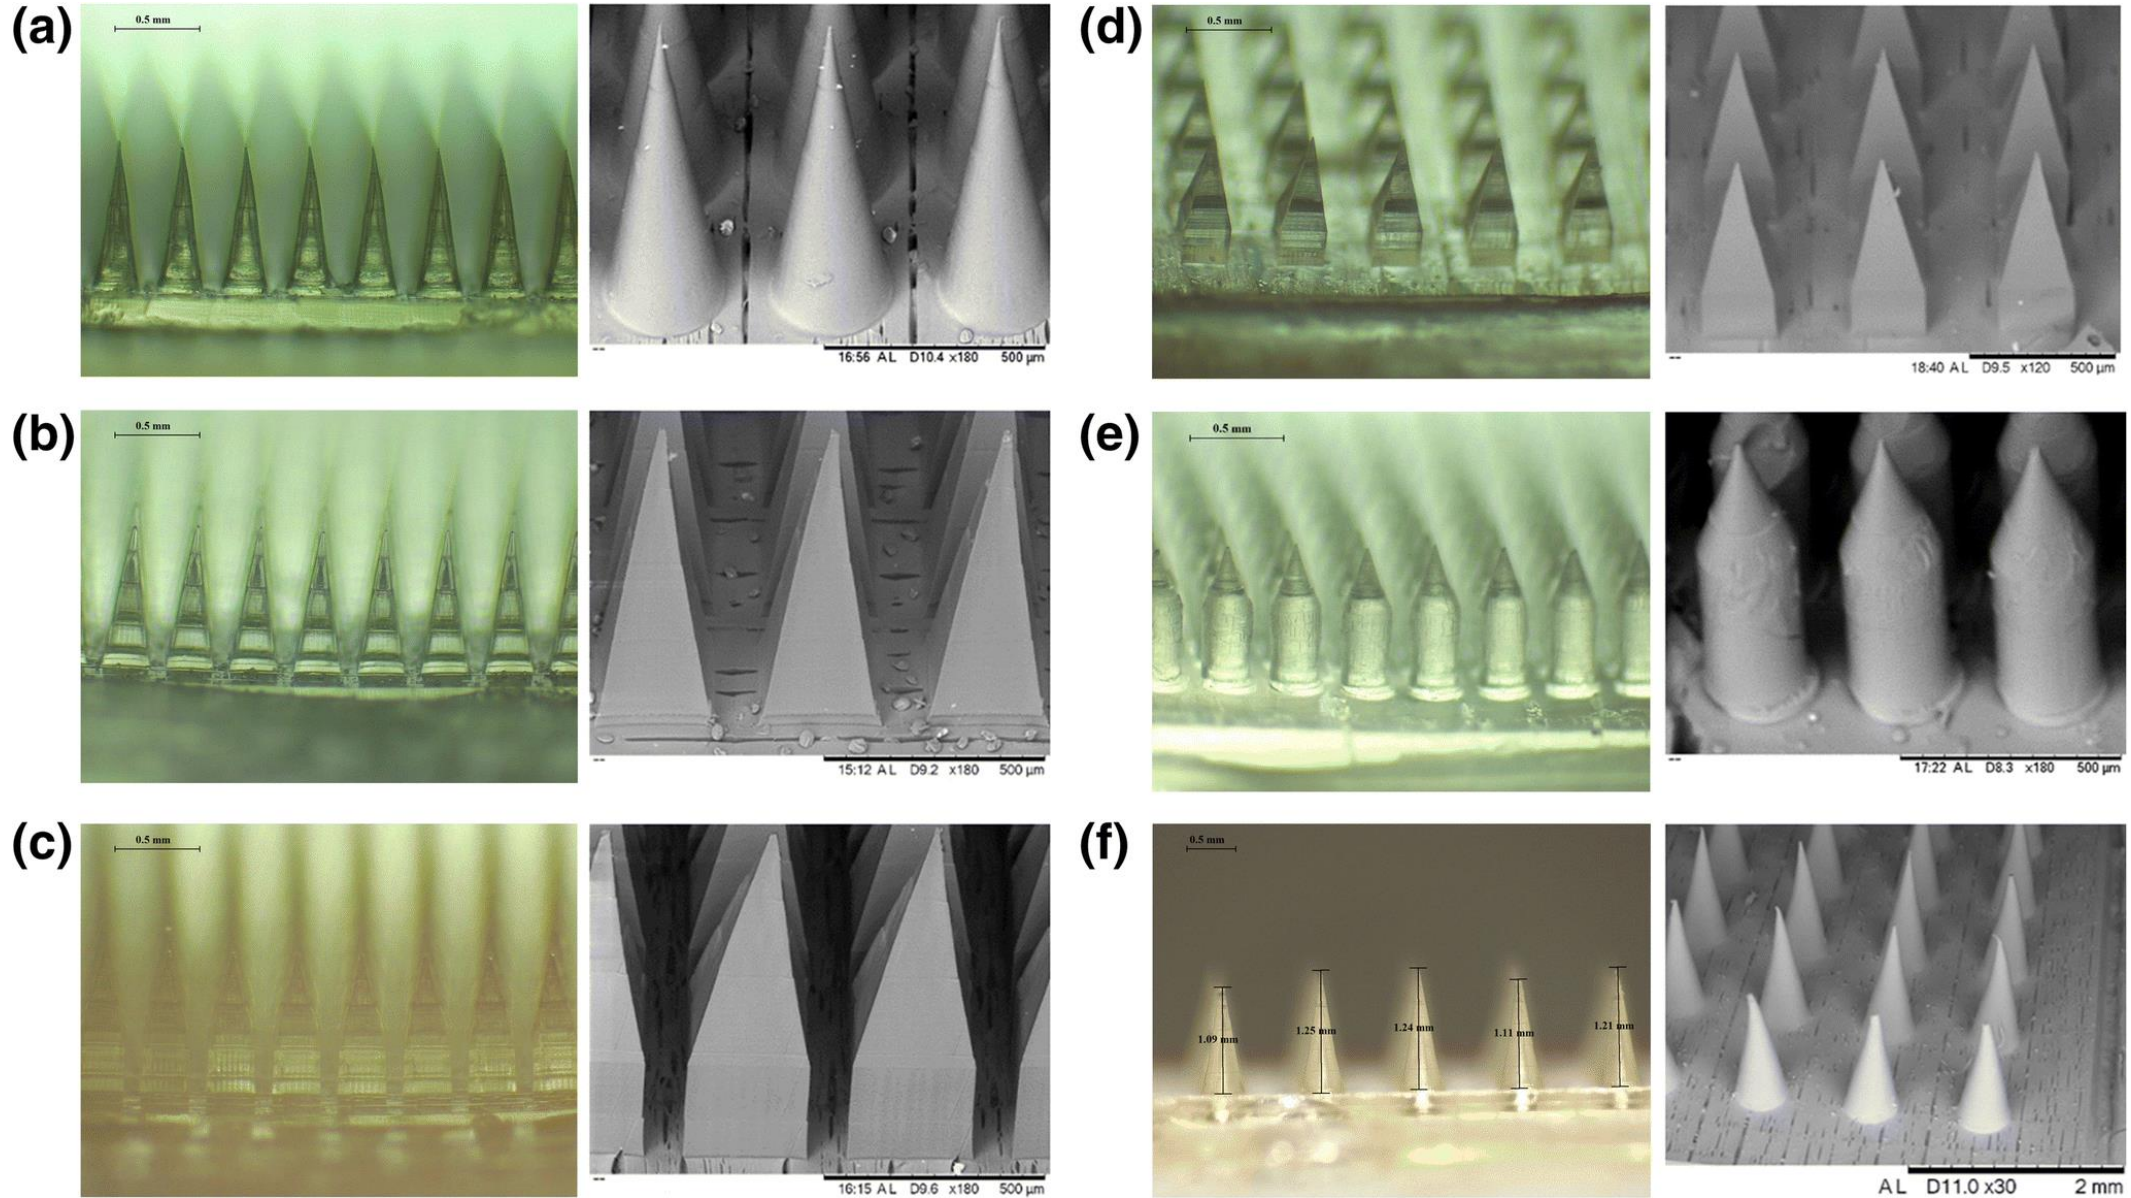 (a)
0.5 mm
16:56 AL D10.4 x180 500 µm
(b)
0.5 mm
15:12 AL D9.2 x180 500 µm
(c)
0.5 mm
16:15 AL D9.6 x180 500 µm
(d)
0.5 mm
18:40 AL D9.5 x120 500 µm
(e)
0.5 mm
17:22 AL D8.3 x180 500 µm
(f)
0.5 mm
1.09 mm
1.25 mm
1.24 mm
1.11 mm
1.21 mm
AL D11.0 x30 2 mm